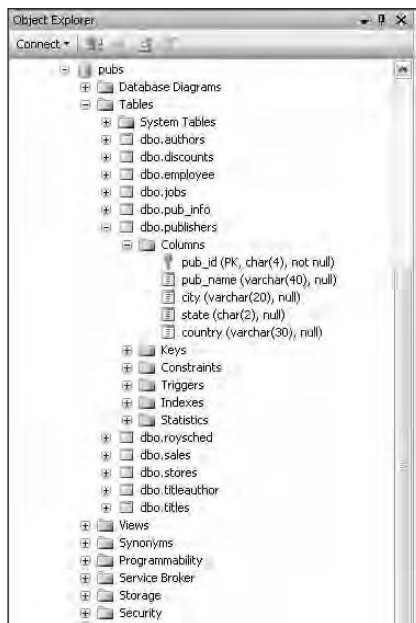 Object Explorer
Connect
pubs
Database Diagrams
Tables
System Tables
dbo.authors
dbo.discounts
dbo.employee
dbo.jobs
dbo.pub_info
dbo.publishers
Columns
pub_id (PK, char(4), not null)
pub_name (varchar(40), null)
city (varchar(20), null)
state (char(2), null)
country (varchar(30), null)
Keys
Constraints
Triggers
Indexes
Statistics
dbo.roysched
dbo.sales
dbo.stores
dbo.titleauthor
dbo.titles
Views
Synonyms
Programmability
Service Broker
Storage
Security